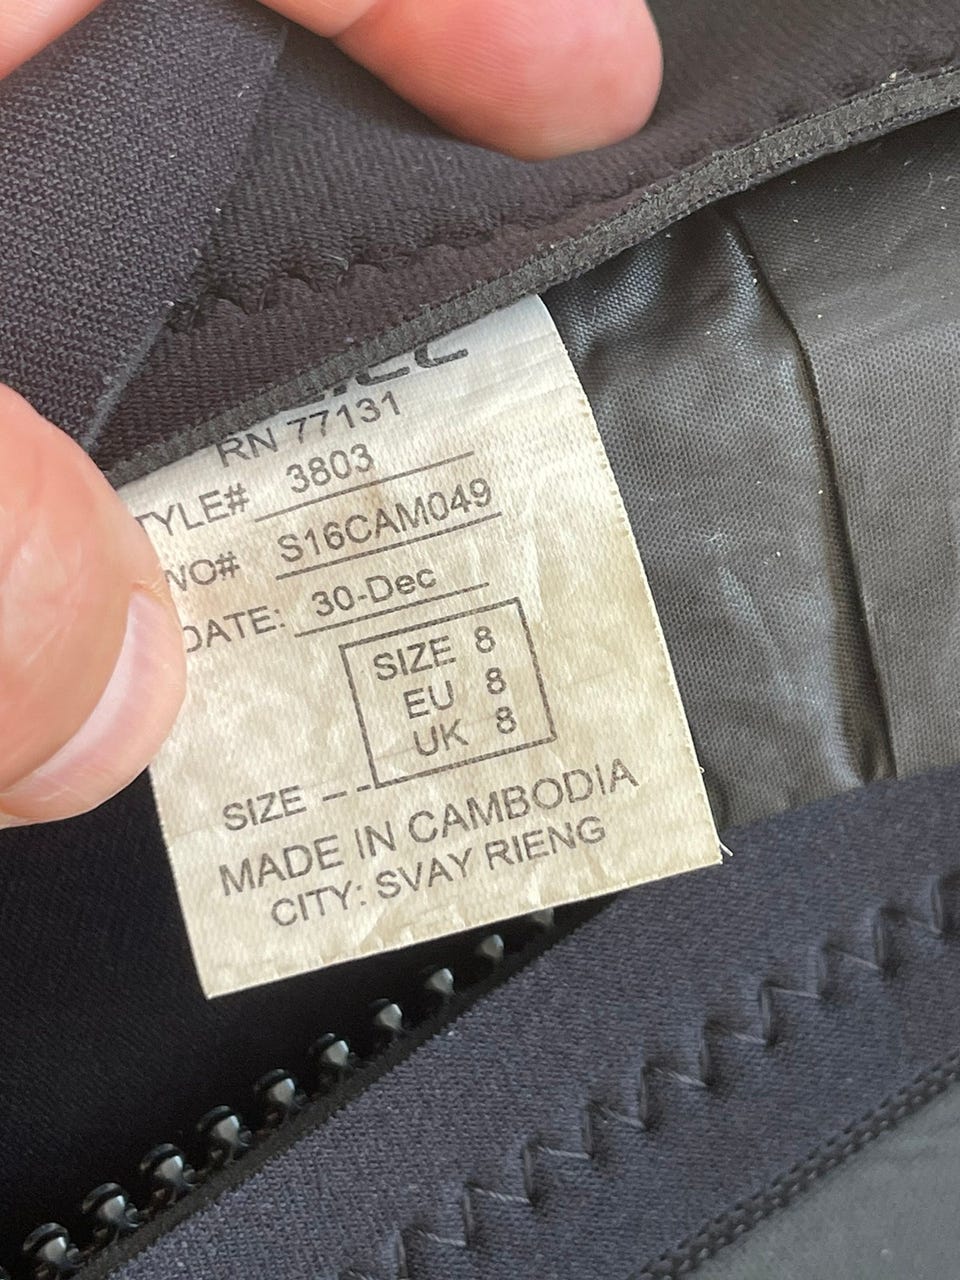 RN 77131
TYLE# 3803
WO# S16CAM049
DATE: 30-Dec
SIZE 8
EU 8
UK 8
SIZE --
MADE IN CAMBODIA
CITY: SVAY RIENG